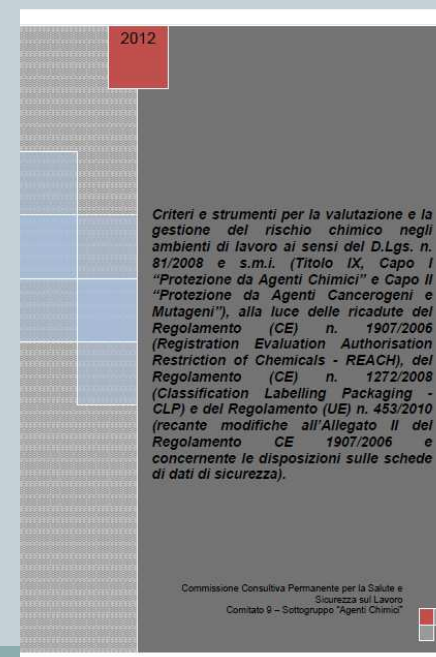 2012
Criteri e strumenti per la valutazione e la
gestione del rischio chimico negli
ambienti di lavoro ai sensi del D.Lgs. n.
81/2008 e s.m.i. (Titolo IX, Capo I
“Protezione da Agenti Chimici” e Capo II
“Protezione da Agenti Cancerogeni e
Mutageni”), alla luce delle ricadute del
Regolamento (CE) n. 1907/2006
(Registration Evaluation Authorisation
Restriction of Chemicals - REACH), del
Regolamento (CE) n. 1272/2008
(Classification Labelling Packaging -
CLP) e del Regolamento (UE) n. 453/2010
(recante modifiche all’Allegato II del
Regolamento CE 1907/2006 e
concernente le disposizioni sulle schede
di dati di sicurezza).
Commissione Consultiva Permanente per la Salute e
Sicurezza sul Lavoro
Comitato 9 – Sottogruppo “Agenti Chimici”